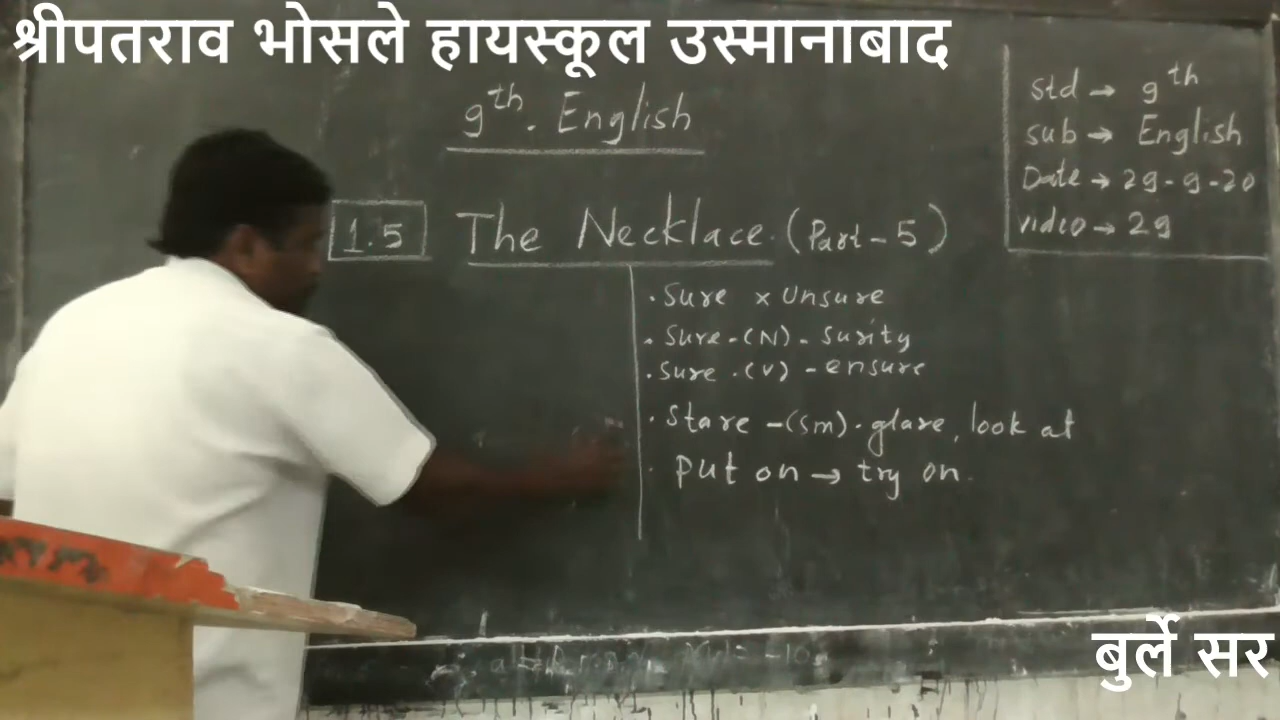 श्रीपतराव भोसले हायस्कूल उस्मानाबाद
9th. English
std → 9th
sub → English
Date → 29-9-20
video → 29
1.5 The Necklace. (Part-5)
. Sure x Unsure
. Sure-(N)- Surity
. Sure .(V) - ensure
. Stare -(Sm). glare, look at
. Put on → try on.
बुर्ले सर